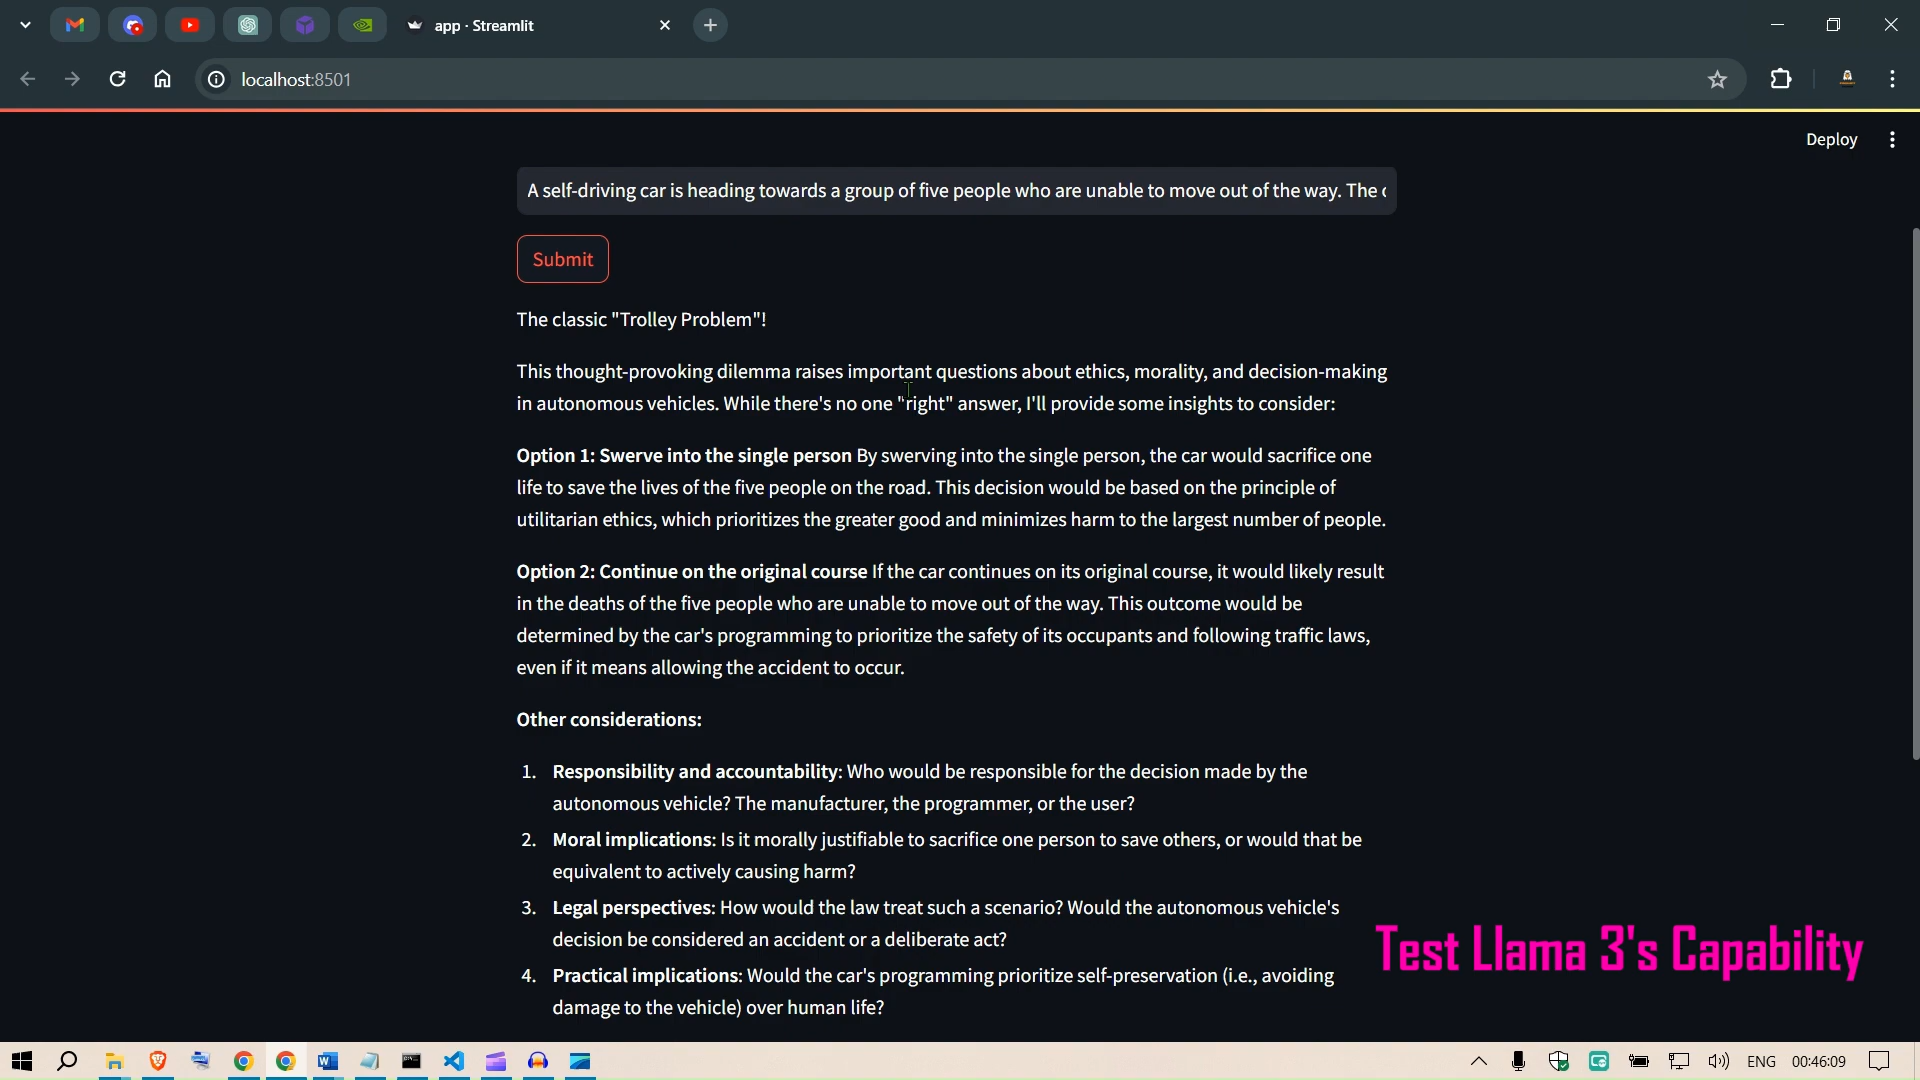 app · Streamlit
localhost:8501
Deploy
A self-driving car is heading towards a group of five people who are unable to move out of the way. The
Submit
The classic "Trolley Problem"!
This thought-provoking dilemma raises important questions about ethics, morality, and decision-making
in autonomous vehicles. While there's no one "right" answer, I'll provide some insights to consider:
Option 1: Swerve into the single person By swerving into the single person, the car would sacrifice one
life to save the lives of the five people on the road. This decision would be based on the principle of
utilitarian ethics, which prioritizes the greater good and minimizes harm to the largest number of people.
Option 2: Continue on the original course If the car continues on its original course, it would likely result
in the deaths of the five people who are unable to move out of the way. This outcome would be
determined by the car's programming to prioritize the safety of its occupants and following traffic laws,
even if it means allowing the accident to occur.
Other considerations:
1. Responsibility and accountability: Who would be responsible for the decision made by the
autonomous vehicle? The manufacturer, the programmer, or the user?
2. Moral implications: Is it morally justifiable to sacrifice one person to save others, or would that be
equivalent to actively causing harm?
3. Legal perspectives: How would the law treat such a scenario? Would the autonomous vehicle's
decision be considered an accident or a deliberate act?
4. Practical implications: Would the car's programming prioritize self-preservation (i.e., avoiding
damage to the vehicle) over human life?
Test Llama 3's Capability
ENG 00:46:09